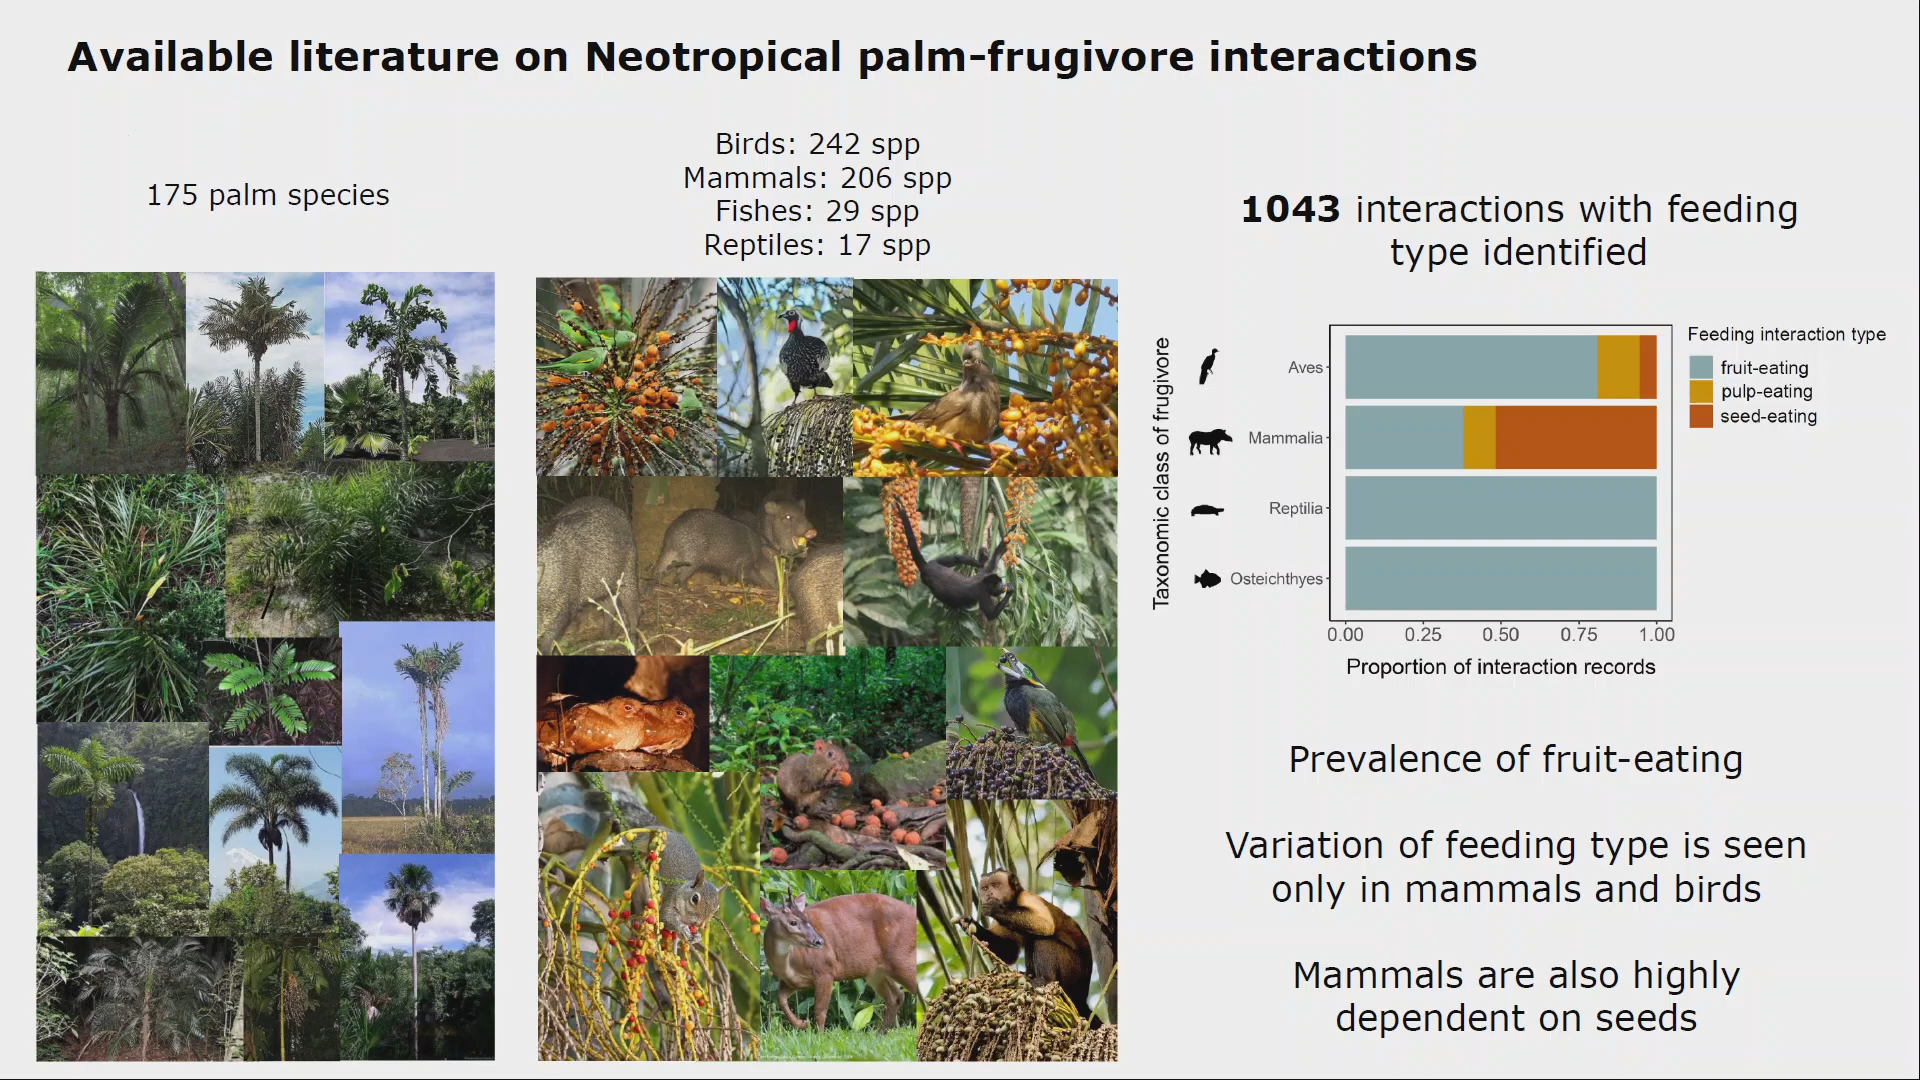 Available literature on Neotropical palm-frugivore interactions
175 palm species
Birds: 242 spp
Mammals: 206 spp
Fishes: 29 spp
Reptiles: 17 spp
1043 interactions with feeding
type identified
Taxonomic class of frugivore
Aves
Mammalia
Reptilia
Osteichthyes
0.00 0.25 0.50 0.75 1.00
Proportion of interaction records
Feeding interaction type
fruit-eating
pulp-eating
seed-eating
Prevalence of fruit-eating
Variation of feeding type is seen
only in mammals and birds
Mammals are also highly
dependent on seeds